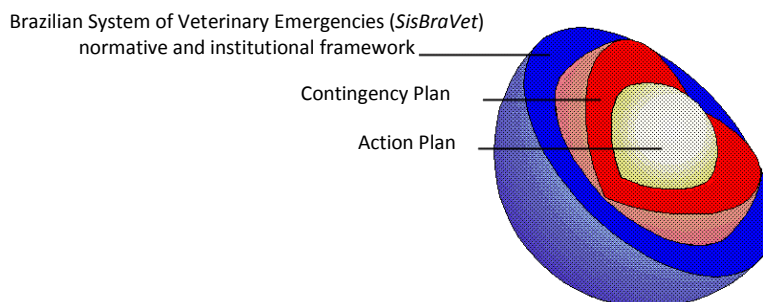 Brazilian System of Veterinary Emergencies (SisBraVet)
normative and institutional framework
Contingency Plan
Action Plan